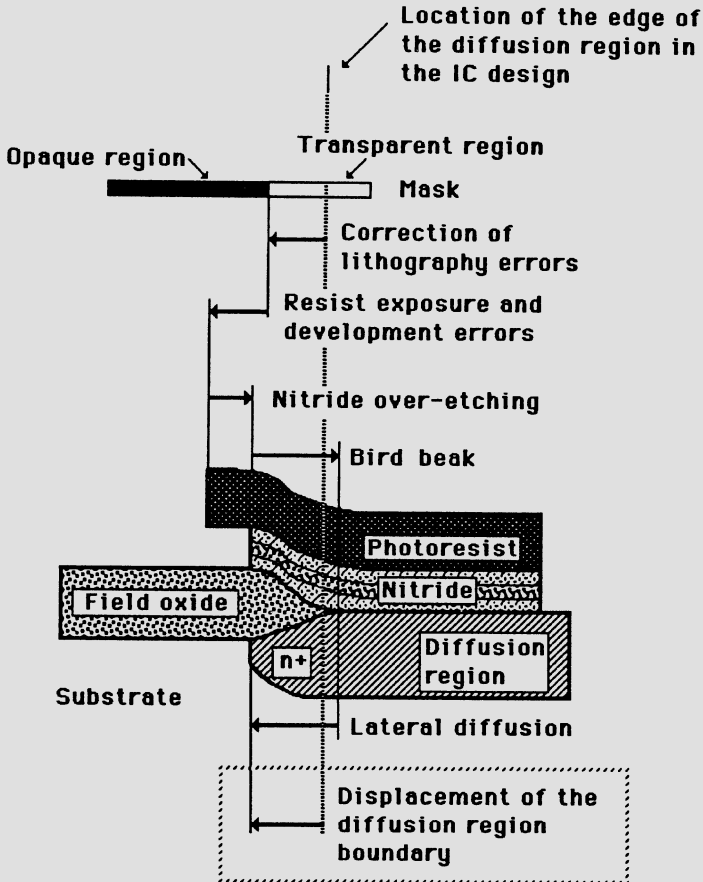 Location of the edge of
the diffusion region in
the IC design
Opaque region
Transparent region
Mask
Correction of
lithography errors
Resist exposure and
development errors
Nitride over-etching
Bird beak
Photoresist
Nitride
Field oxide
n+
Diffusion
region
Substrate
Lateral diffusion
Displacement of the
diffusion region
boundary